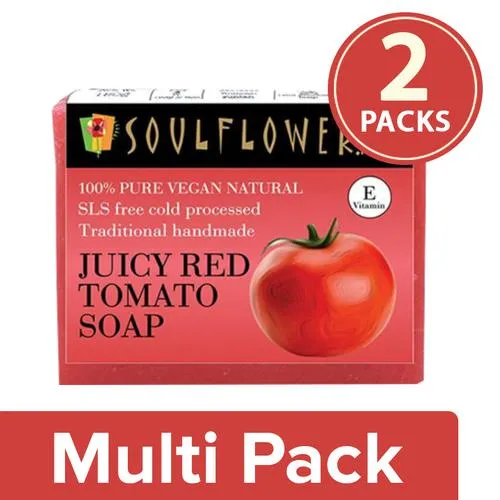 2
PACKS
SOULFLOWER
100% PURE VEGAN NATURAL
SLS free cold processed
Traditional handmade
E
Vitamin
JUICY RED
TOMATO
SOAP
Multi Pack